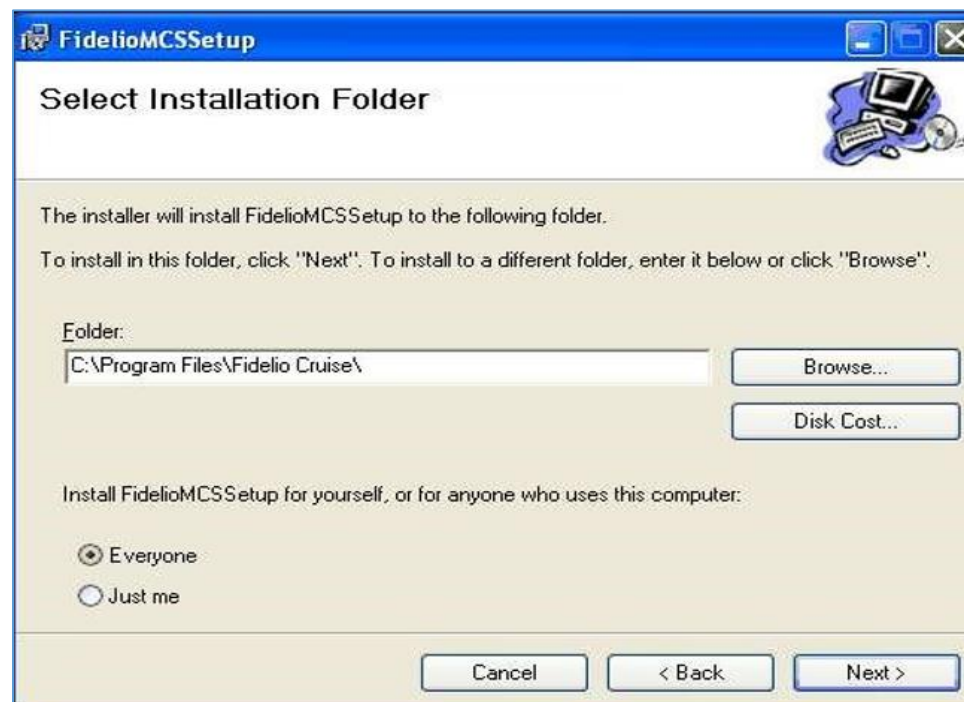 FidelioMCSSetup
Select Installation Folder
The installer will install FidelioMCSSetup to the following folder.
To install in this folder, click "Next". To install to a different folder, enter it below or click "Browse".
Folder:
C:\Program Files\Fidelio Cruise\
Browse...
Disk Cost...
Install FidelioMCSSetup for yourself, or for anyone who uses this computer:
Everyone
Just me
Cancel
< Back
Next >